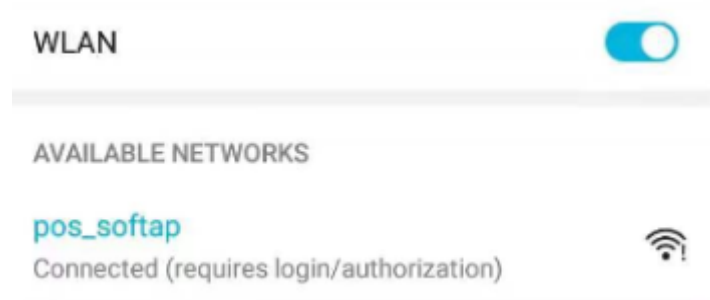 WLAN
AVAILABLE NETWORKS
pos_softap
Connected (requires login/authorization)